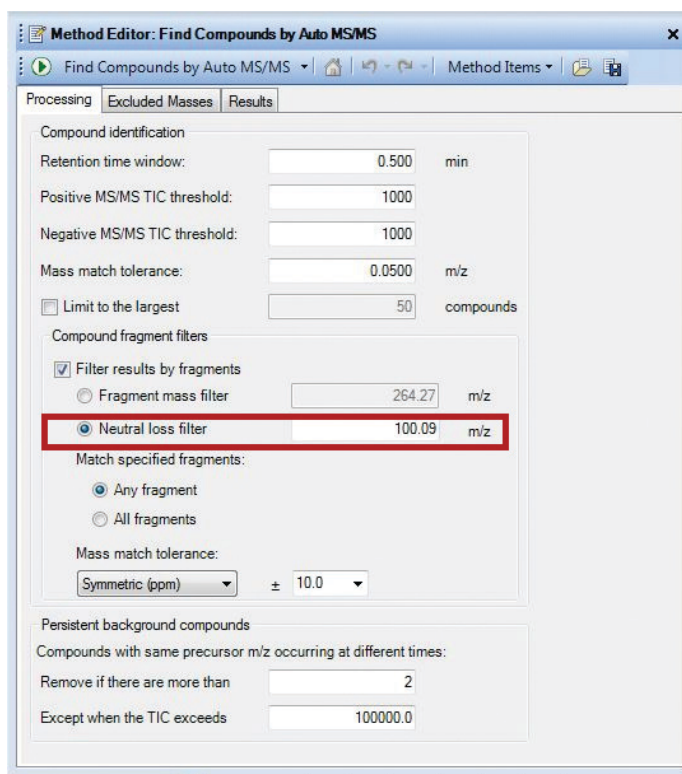 Method Editor: Find Compounds by Auto MS/MS
Find Compounds by Auto MS/MS Method Items
Processing Excluded Masses Results
Compound identification
Retention time window: 0.500 min
Positive MS/MS TIC threshold: 1000
Negative MS/MS TIC threshold: 1000
Mass match tolerance: 0.0500 m/z
Limit to the largest 50 compounds
Compound fragment filters
Filter results by fragments
Fragment mass filter 264.27 m/z
Neutral loss filter 100.09 m/z
Match specified fragments:
Any fragment
All fragments
Mass match tolerance:
Symmetric (ppm) ± 10.0
Persistent background compounds
Compounds with same precursor m/z occurring at different times:
Remove if there are more than 2
Except when the TIC exceeds 100000.0